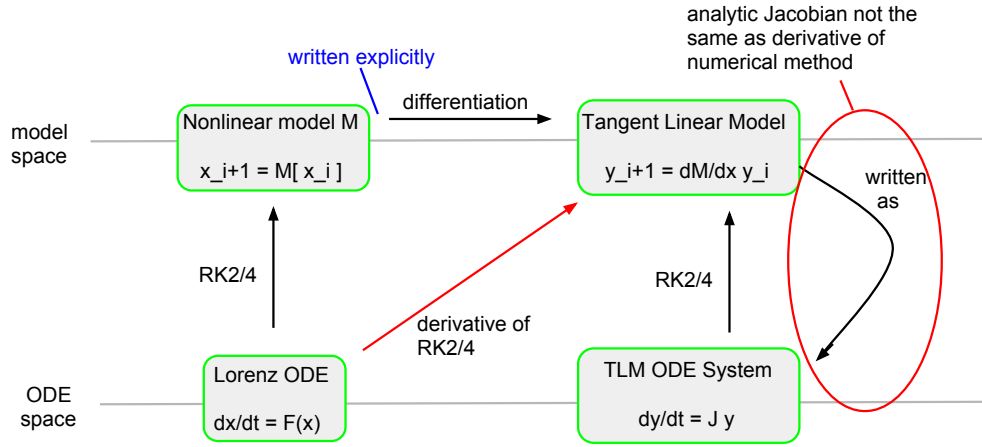 analytic Jacobian not the
same as derivative of
numerical method
written explicitly
differentiation
model
space
Nonlinear model M
x_i+1 = M[ x_i ]
Tangent Linear Model
y_i+1 = dM/dx y_i
written
as
RK2/4
RK2/4
derivative of
RK2/4
ODE
space
Lorenz ODE
dx/dt = F(x)
TLM ODE System
dy/dt = J y